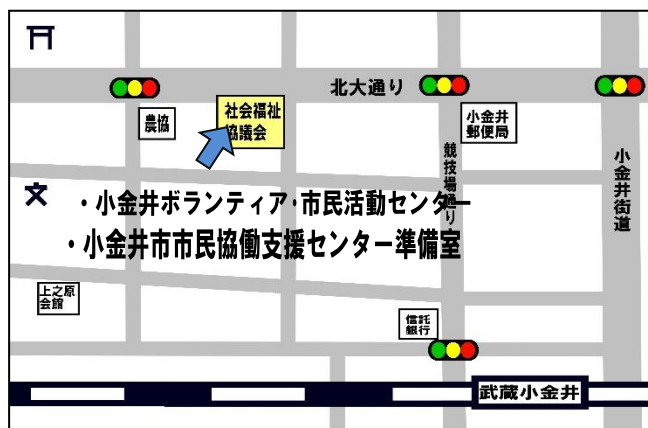 北大通り
農協
社会福祉
協議会
小金井
郵便局
競技場通り
小金井街道
文
・小金井ボランティア・市民活動センター
・小金井市市民協働支援センター準備室
上之原
会館
信託
銀行
武蔵小金井